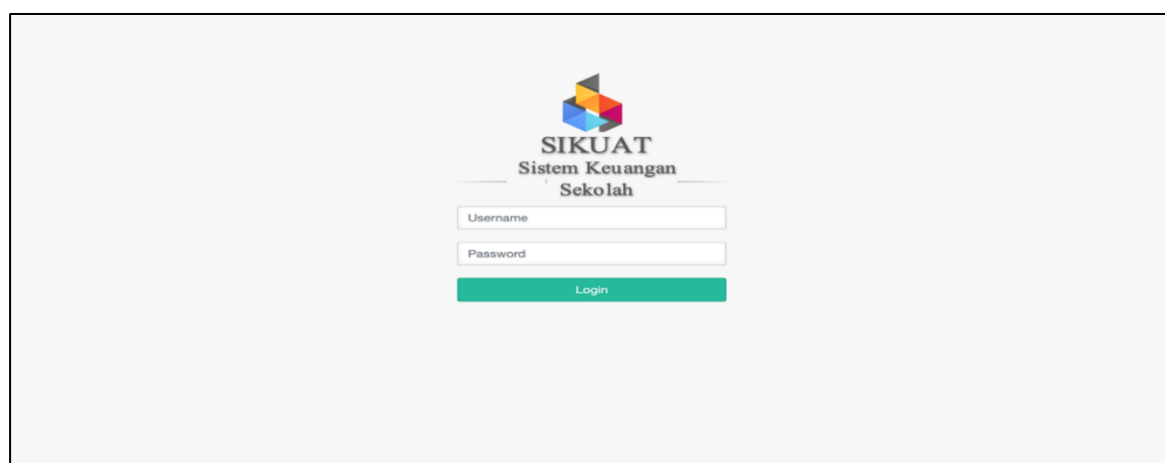 SIKUAT
Sistem Keuangan
Sekolah
Username
Password
Login